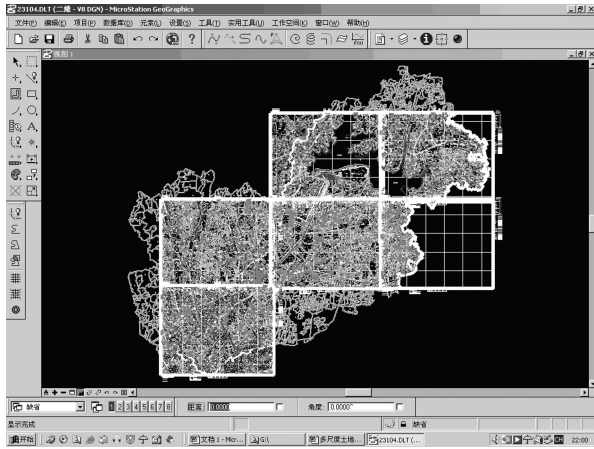 23104.DLT (二维 - V8 DGN) - MicroStation GeoGraphics
文件(F) 编辑(E) 项目(P) 数据库(D) 元素(L) 设置(S) 工具(T) 实用工具(U) 工作空间(K) 窗口(W) 帮助(H)
视图 1
缺省 1 2 3 4 5 6 7 8 距离: 0.0000 角度: 0.0000°
显示完成 缺省
开始 文档 1 - Micr... G:\ 多尺度土地... 23104.DLT (... 22:00